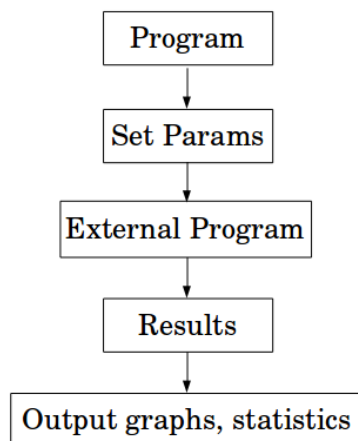 Program
Set Params
External Program
Results
Output graphs, statistics